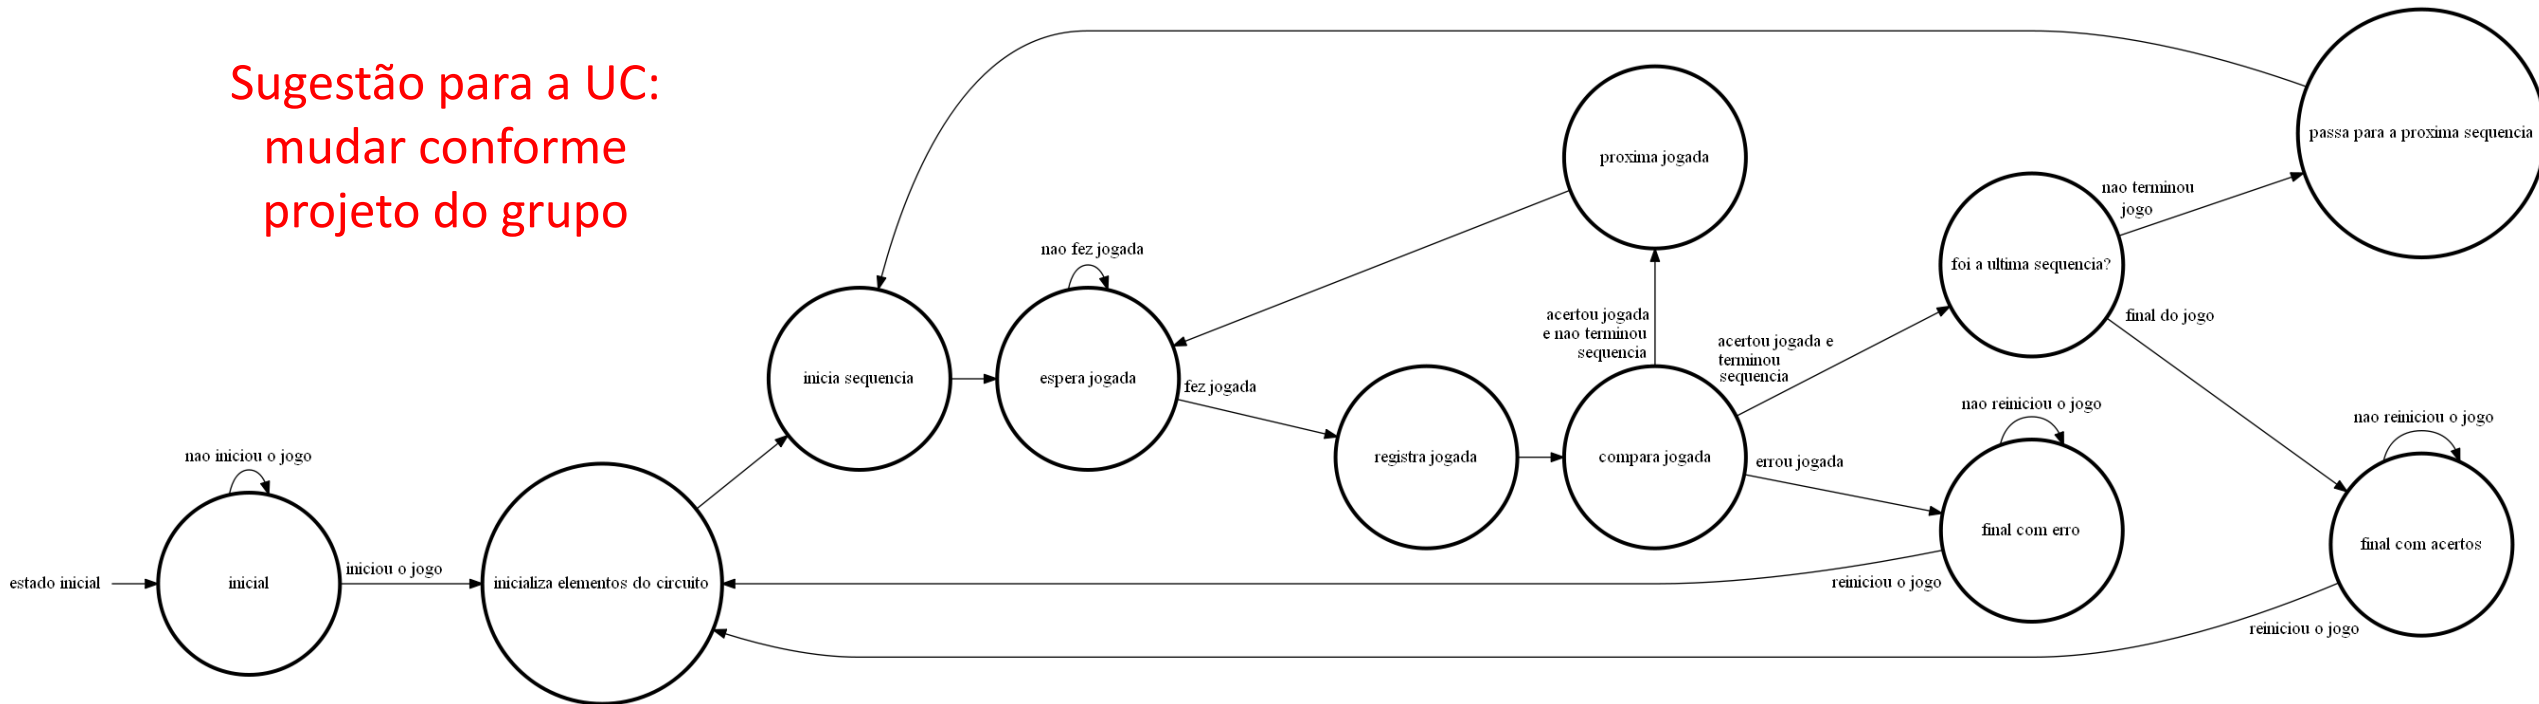 Sugestão para a UC:
mudar conforme
projeto do grupo
estado inicial
nao iniciou o jogo
inicial
iniciou o jogo
inicializa elementos do circuito
inicia sequencia
nao fez jogada
espera jogada
fez jogada
registra jogada
compara jogada
acertou jogada
e nao terminou
sequencia
proxima jogada
acertou jogada e
terminou
sequencia
errou jogada
foi a ultima sequencia?
nao terminou
jogo
passa para a proxima sequencia
final do jogo
nao reiniciou o jogo
final com erro
reiniciou o jogo
nao reiniciou o jogo
final com acertos
reiniciou o jogo